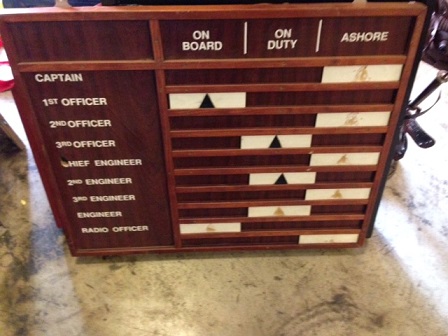 ON BOARD
ON DUTY
ASHORE
CAPTAIN
1ST OFFICER
2ND OFFICER
3RD OFFICER
CHIEF ENGINEER
2ND ENGINEER
3RD ENGINEER
ENGINEER
RADIO OFFICER